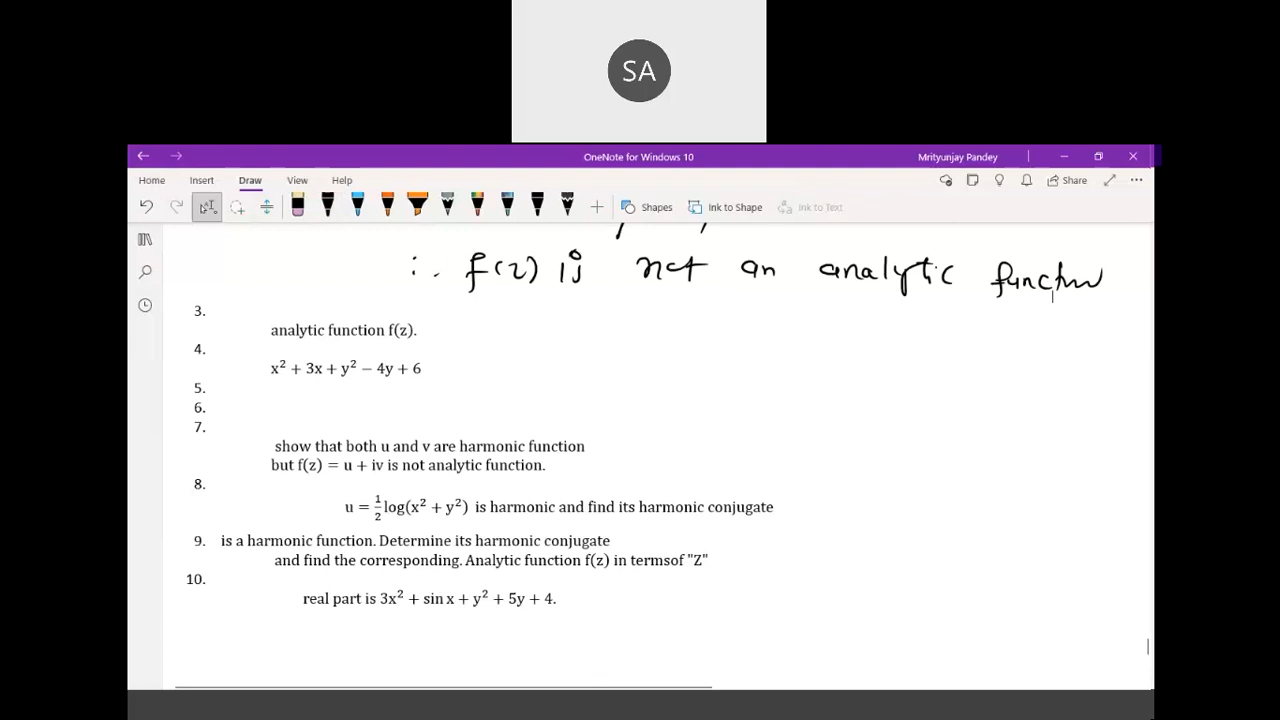 SA
OneNote for Windows 10
Mrityunjay Pandey
Home Insert Draw View Help
Share
Shapes Ink to Shape Ink to Text
∴ f(z) is not an analytic function
3.
analytic function f(z).
4.
x² + 3x + y² − 4y + 6
5.
6.
7.
show that both u and v are harmonic function
but f(z) = u + iv is not analytic function.
8.
u = ½log(x² + y²) is harmonic and find its harmonic conjugate
9. is a harmonic function. Determine its harmonic conjugate
and find the corresponding. Analytic function f(z) in termsof "Z"
10.
real part is 3x² + sin x + y² + 5y + 4.